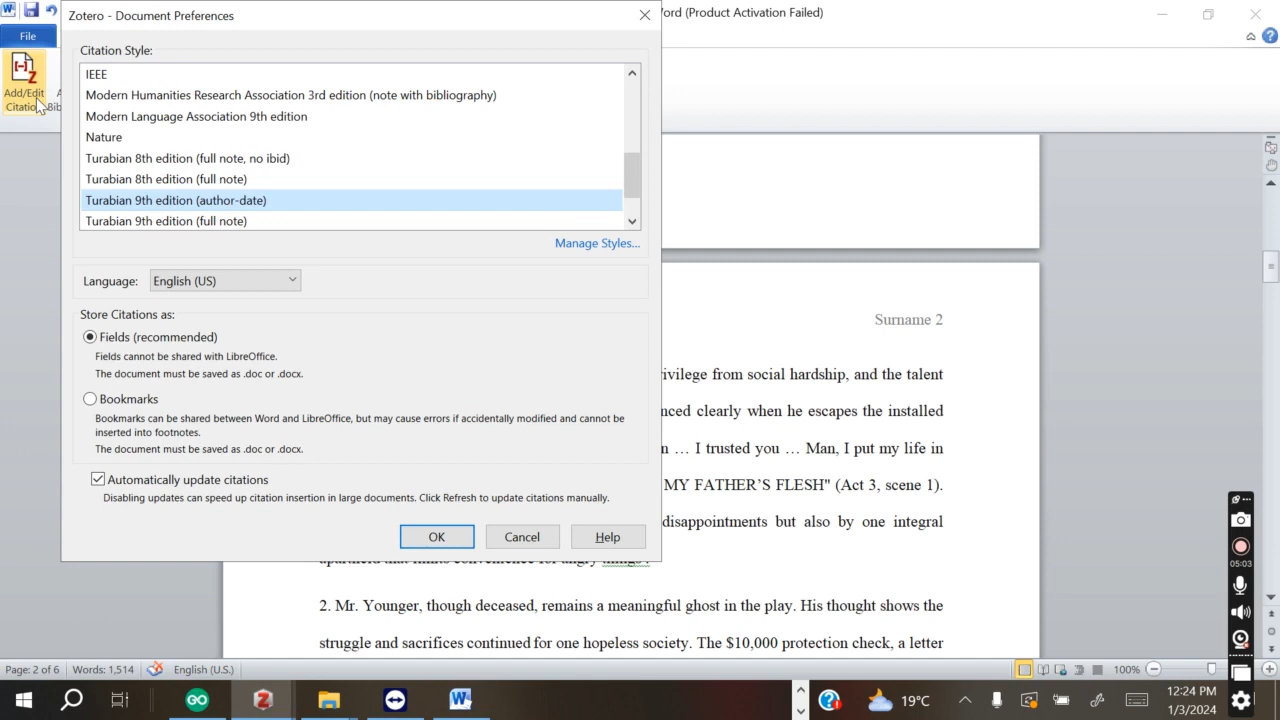 Zotero - Document Preferences
Word (Product Activation Failed)
File
Add/Edit
Citation
Bib
Citation Style:
IEEE
Modern Humanities Research Association 3rd edition (note with bibliography)
Modern Language Association 9th edition
Nature
Turabian 8th edition (full note, no ibid)
Turabian 8th edition (full note)
Turabian 9th edition (author-date)
Turabian 9th edition (full note)
Manage Styles...
Language: English (US)
Store Citations as:
Fields (recommended)
Fields cannot be shared with LibreOffice.
The document must be saved as .doc or .docx.
Bookmarks
Bookmarks can be shared between Word and LibreOffice, but may cause errors if accidentally modified and cannot be
inserted into footnotes.
The document must be saved as .doc or .docx.
Automatically update citations
Disabling updates can speed up citation insertion in large documents. Click Refresh to update citations manually.
OK Cancel Help
Surname 2
ivilege from social hardship, and the talent
nced clearly when he escapes the installed
n … I trusted you … Man, I put my life in
MY FATHER'S FLESH" (Act 3, scene 1).
disappointments but also by one integral
2. Mr. Younger, though deceased, remains a meaningful ghost in the play. His thought shows the
struggle and sacrifices continued for one hopeless society. The $10,000 protection check, a letter
05:03
Page: 2 of 6 Words: 1,514 English (U.S.) 100%
19°C
12:24 PM
1/3/2024